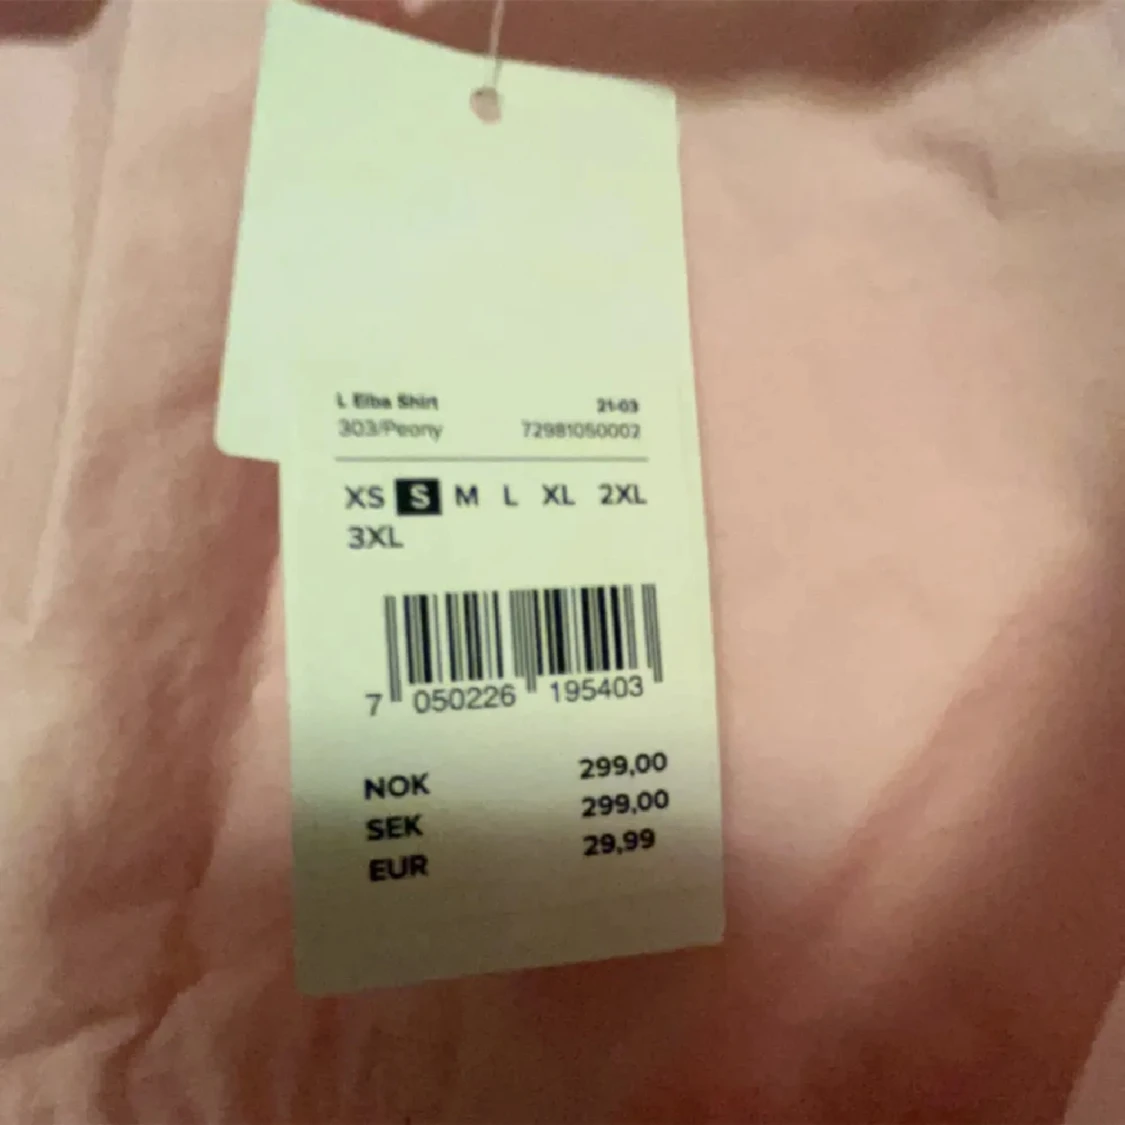 L Elba Shirt 21-03
303/Peony 72981050002
XS S M L XL 2XL
3XL
7 050226 195403
NOK 299,00
SEK 299,00
EUR 29,99